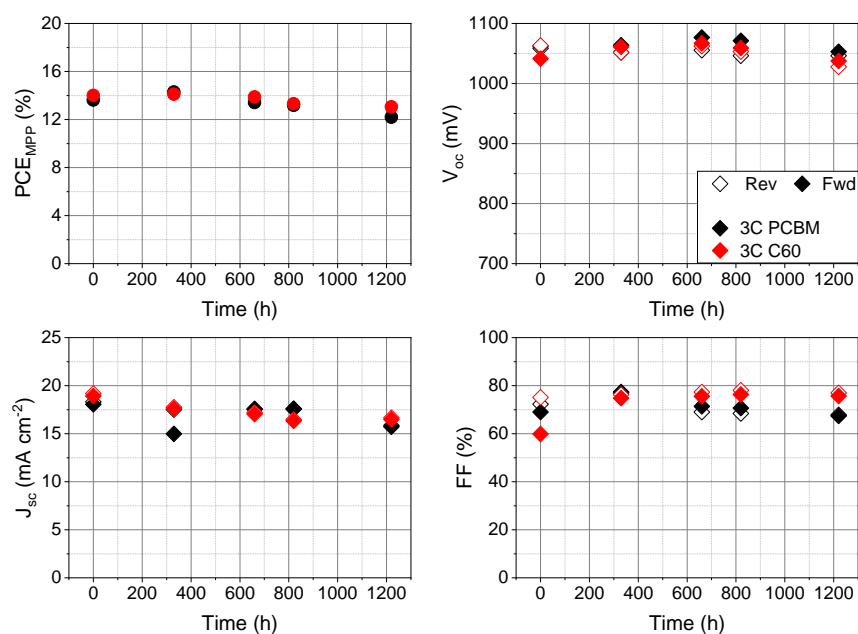 20
16
12
8
4
0
PCE_MPP (%)
0 200 400 600 800 1000 1200
Time (h)
1100
1000
900
800
700
V_oc (mV)
Rev Fwd
3C PCBM
3C C60
0 200 400 600 800 1000 1200
Time (h)
25
20
15
10
5
0
J_sc (mA cm⁻²)
0 200 400 600 800 1000 1200
Time (h)
100
80
60
40
20
0
FF (%)
0 200 400 600 800 1000 1200
Time (h)